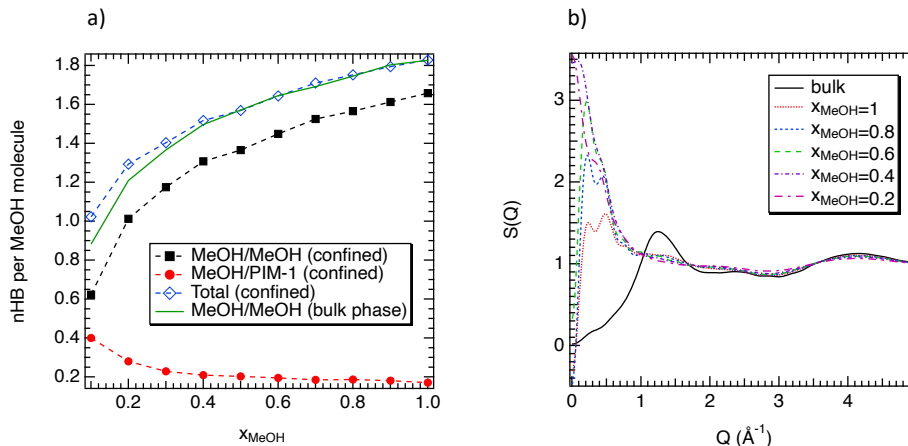 a)
nHB per MeOH molecule
1.8
1.6
1.4
1.2
1.0
0.8
0.6
0.4
0.2
MeOH/MeOH (confined)
MeOH/PIM-1 (confined)
Total (confined)
MeOH/MeOH (bulk phase)
0.2
0.4
0.6
0.8
1.0
xMeOH
b)
S(Q)
3
2
1
0
bulk
xMeOH=1
xMeOH=0.8
xMeOH=0.6
xMeOH=0.4
xMeOH=0.2
0
1
2
3
4
Q (Å-1)